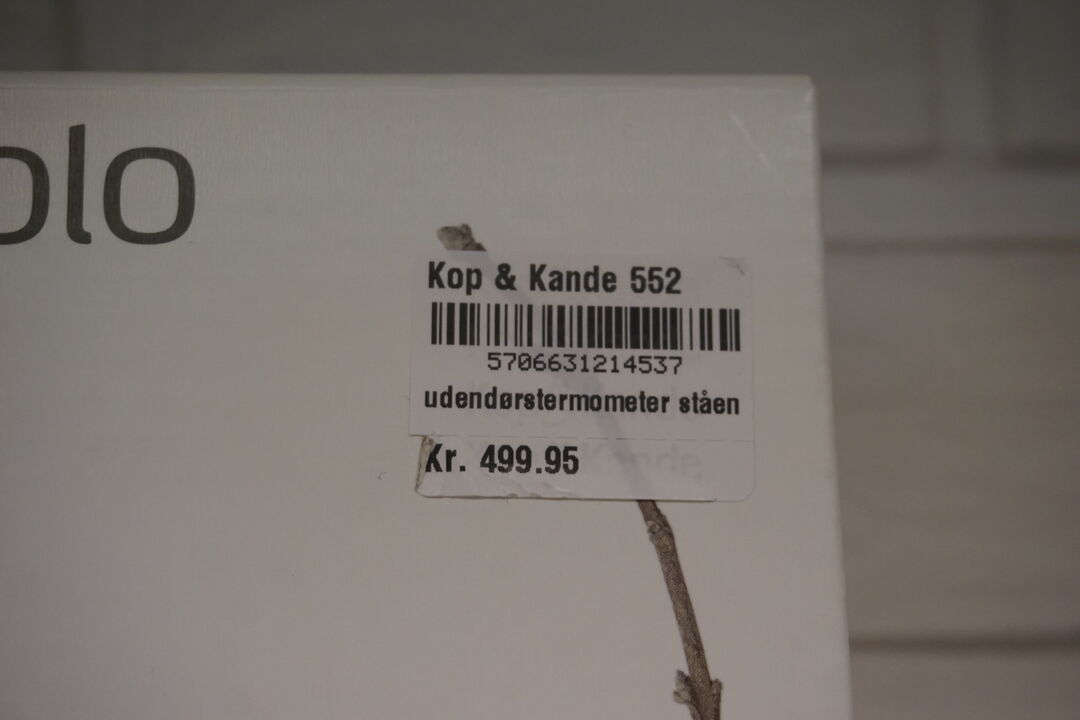 olo
Kop & Kande 552
5706631214537
udendørstermometer ståen
Kr. 499.95